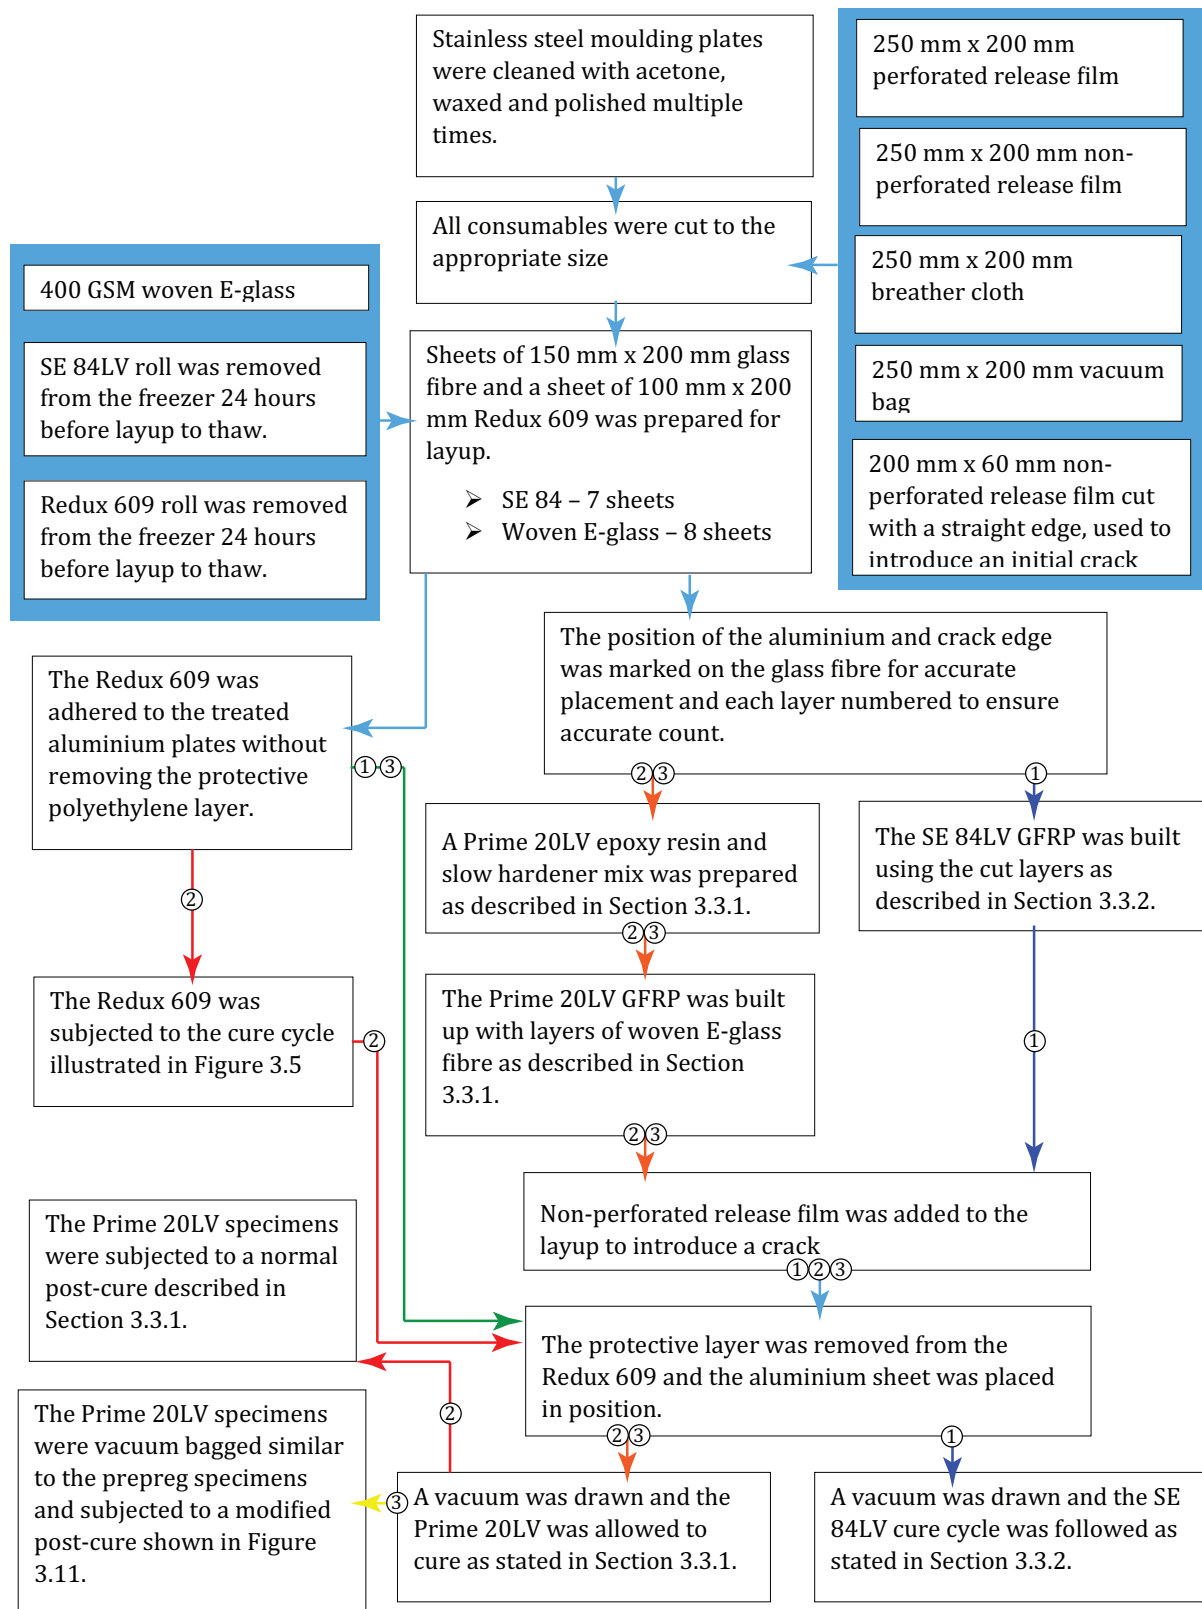 Stainless steel moulding plates
were cleaned with acetone,
waxed and polished multiple
times.
250 mm x 200 mm
perforated release film
250 mm x 200 mm non-
perforated release film
250 mm x 200 mm
breather cloth
250 mm x 200 mm vacuum
bag
200 mm x 60 mm non-
perforated release film cut
with a straight edge, used to
introduce an initial crack
All consumables were cut to the
appropriate size
400 GSM woven E-glass
SE 84LV roll was removed
from the freezer 24 hours
before layup to thaw.
Redux 609 roll was removed
from the freezer 24 hours
before layup to thaw.
Sheets of 150 mm x 200 mm glass
fibre and a sheet of 100 mm x 200
mm Redux 609 was prepared for
layup.
➢ SE 84 – 7 sheets
➢ Woven E-glass – 8 sheets
The position of the aluminium and crack edge
was marked on the glass fibre for accurate
placement and each layer numbered to ensure
accurate count.
2 3
1
The Redux 609 was
adhered to the treated
aluminium plates without
removing the protective
polyethylene layer.
1 3
2
A Prime 20LV epoxy resin and
slow hardener mix was prepared
as described in Section 3.3.1.
2 3
The SE 84LV GFRP was built
using the cut layers as
described in Section 3.3.2.
1
The Redux 609 was
subjected to the cure cycle
illustrated in Figure 3.5
2
The Prime 20LV GFRP was built
up with layers of woven E-glass
fibre as described in Section
3.3.1.
2 3
Non-perforated release film was added to the
layup to introduce a crack
1 2 3
The Prime 20LV specimens
were subjected to a normal
post-cure described in
Section 3.3.1.
The protective layer was removed from the
Redux 609 and the aluminium sheet was placed
in position.
2 3
1
2
The Prime 20LV specimens
were vacuum bagged similar
to the prepreg specimens
and subjected to a modified
post-cure shown in Figure
3.11.
3
A vacuum was drawn and the
Prime 20LV was allowed to
cure as stated in Section 3.3.1.
A vacuum was drawn and the SE
84LV cure cycle was followed as
stated in Section 3.3.2.